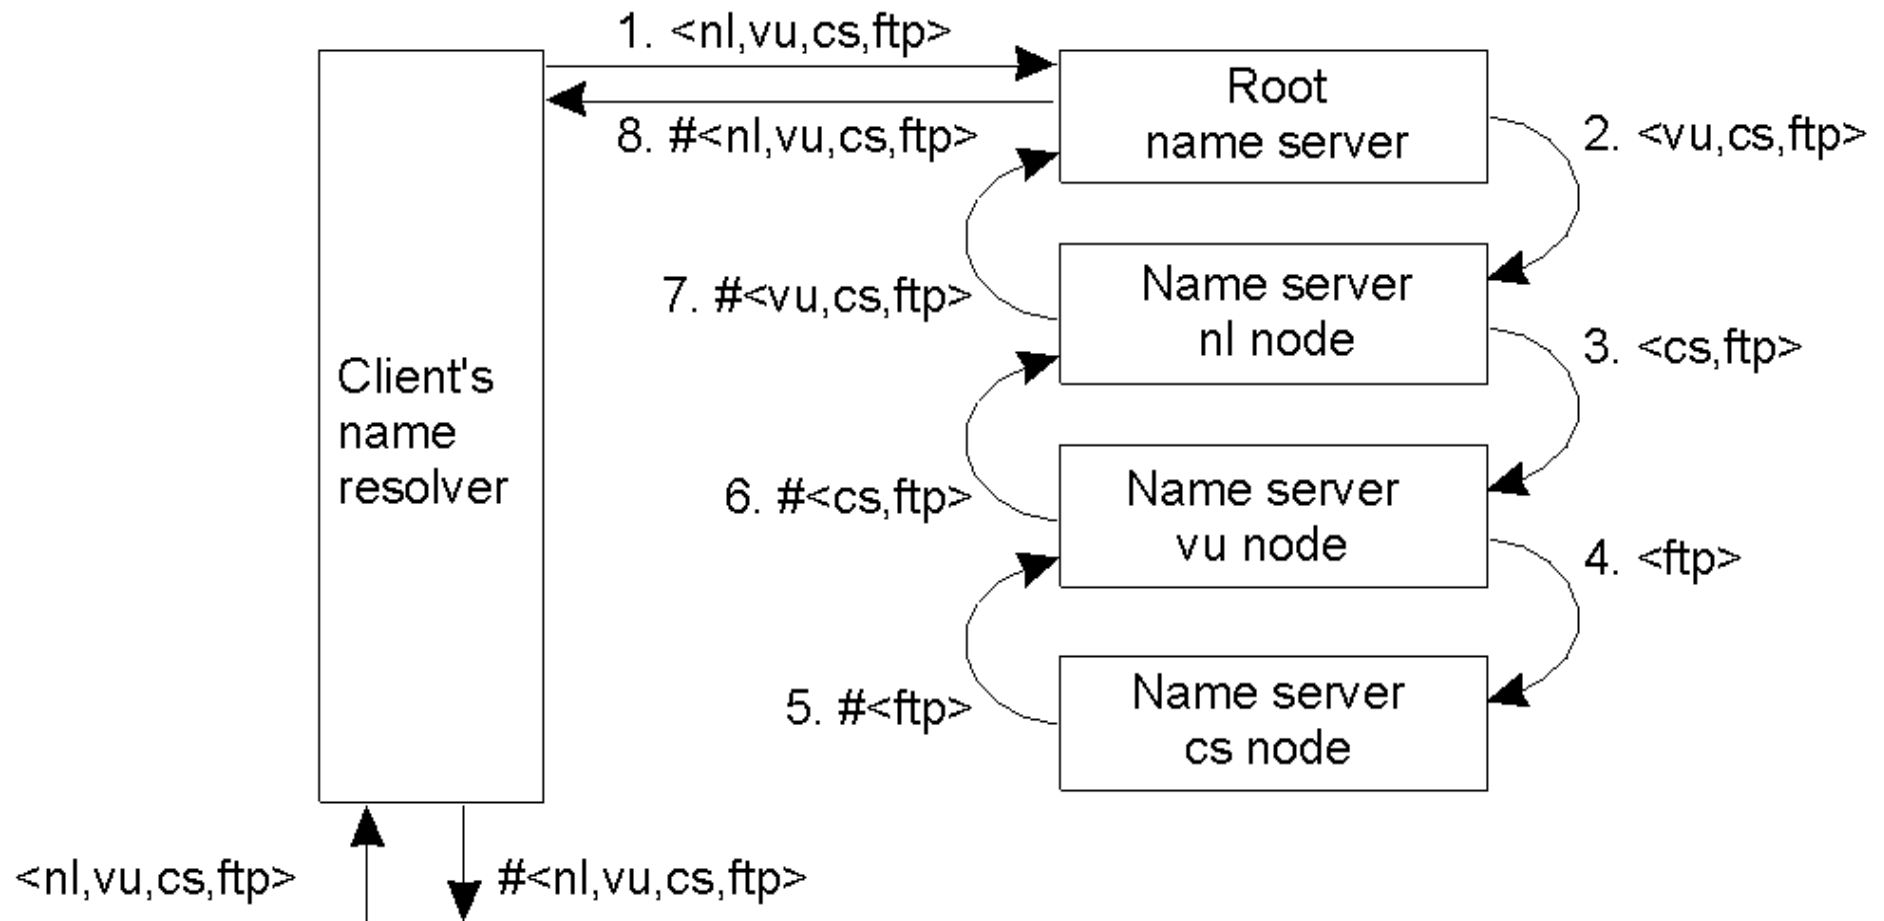 1. <nl,vu,cs,ftp>
Root
name server
8. #<nl,vu,cs,ftp>
2. <vu,cs,ftp>
7. #<vu,cs,ftp>
Name server
nl node
3. <cs,ftp>
Client's
name
resolver
6. #<cs,ftp>
Name server
vu node
4. <ftp>
5. #<ftp>
Name server
cs node
<nl,vu,cs,ftp>
#<nl,vu,cs,ftp>